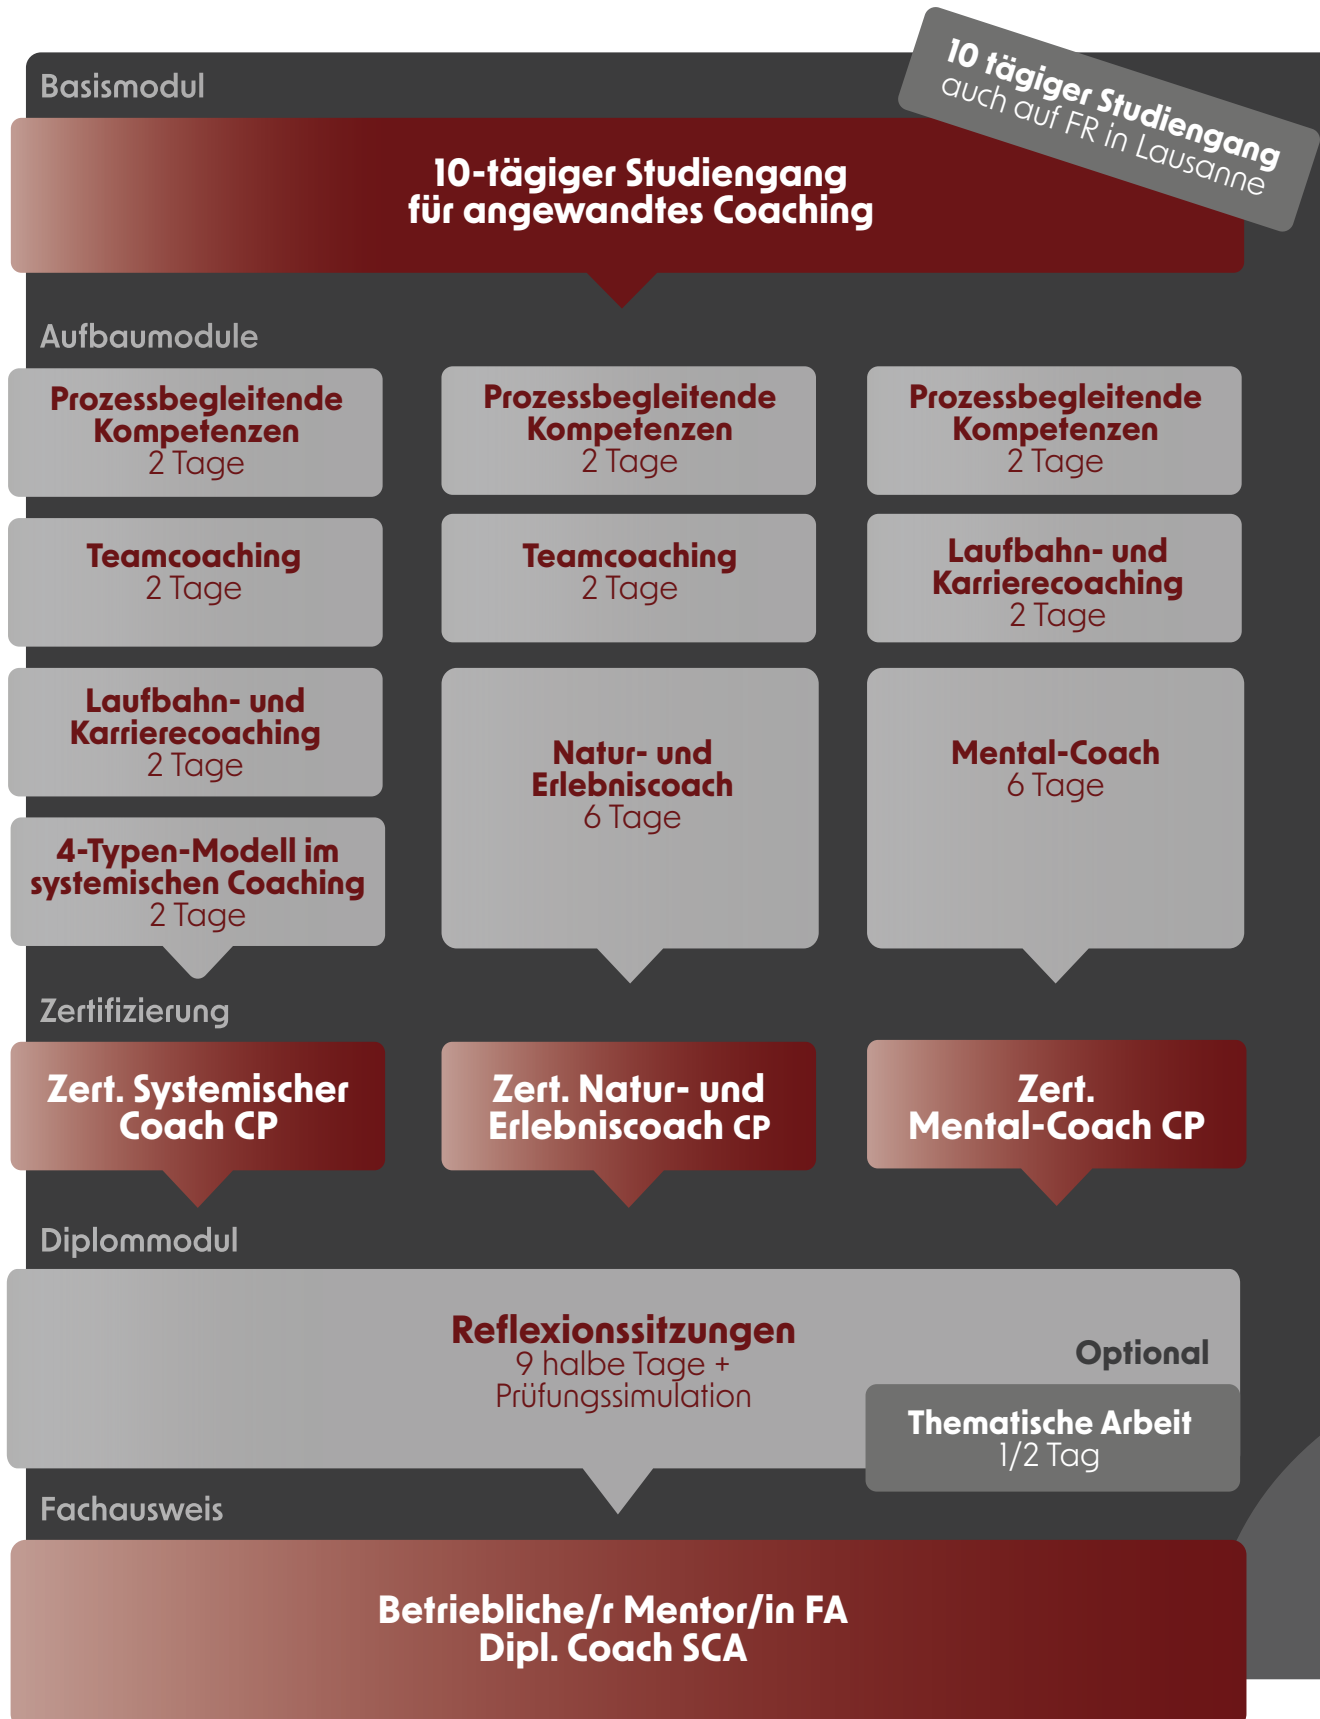 10 tägiger Studiengang
auch auf FR in Lausanne
Basismodul
10-tägiger Studiengang
für angewandtes Coaching
Aufbaumodule
Prozessbegleitende
Kompetenzen
2 Tage
Teamcoaching
2 Tage
Laufbahn- und
Karrierecoaching
2 Tage
4-Typen-Modell im
systemischen Coaching
2 Tage
Prozessbegleitende
Kompetenzen
2 Tage
Teamcoaching
2 Tage
Natur- und
Erlebniscoach
6 Tage
Prozessbegleitende
Kompetenzen
2 Tage
Laufbahn- und
Karrierecoaching
2 Tage
Mental-Coach
6 Tage
Zertifizierung
Zert. Systemischer
Coach CP
Zert. Natur- und
Erlebniscoach CP
Zert.
Mental-Coach CP
Diplommodul
Reflexionssitzungen
9 halbe Tage +
Prüfungssimulation
Optional
Thematische Arbeit
1/2 Tag
Fachausweis
Betriebliche/r Mentor/in FA
Dipl. Coach SCA